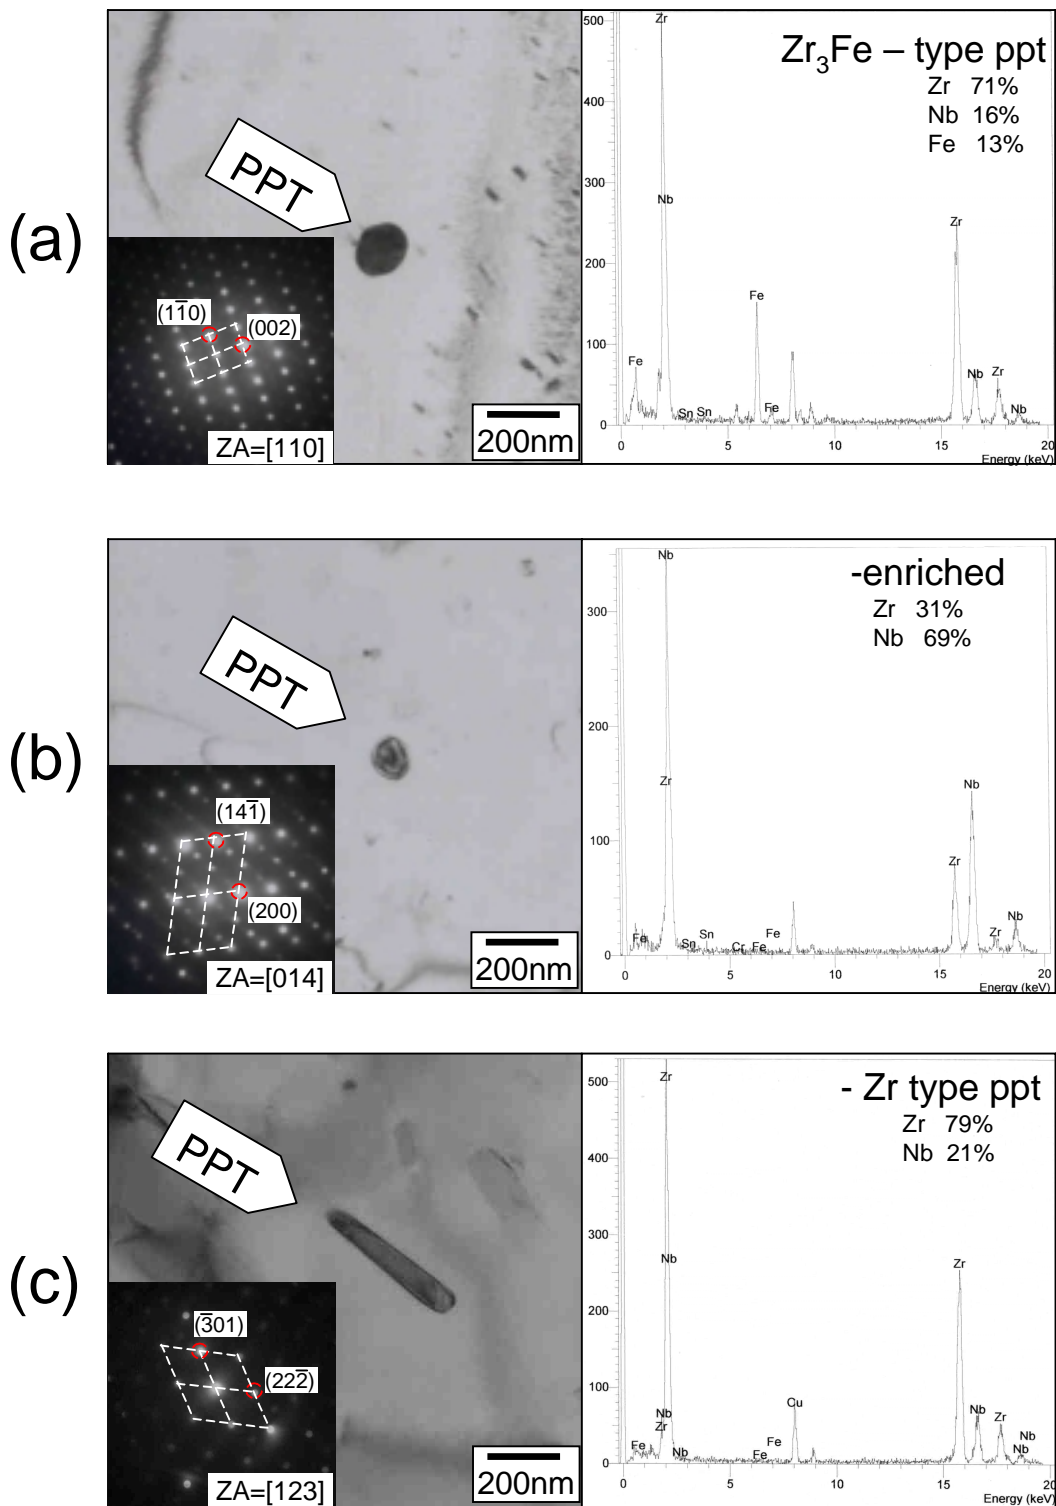 (a)
PPT
(11̅0)
(002)
ZA=[110]
200nm
Zr₃Fe – type ppt
Zr 71%
Nb 16%
Fe 13%
500
400
300
200
100
0
Zr
Nb
Fe
Fe
Sn
Sn
Fe
Zr
Nb
Zr
Nb
0
5
10
15
20
Energy (keV)
(b)
PPT
(141̅)
(200)
ZA=[014]
200nm
-enriched
Zr 31%
Nb 69%
300
200
100
0
Nb
Zr
Fe
Sn
Sn
Cr
Fe
Fe
Zr
Nb
Zr
Nb
0
5
10
15
20
Energy (keV)
(c)
PPT
(3̅01)
(222̅)
ZA=[123]
200nm
- Zr type ppt
Zr 79%
Nb 21%
500
400
300
200
100
0
Zr
Nb
Nb
Zr
Fe
Nb
Fe
Fe
Cu
Zr
Nb
Zr
Nb
Nb
0
5
10
15
20
Energy (keV)